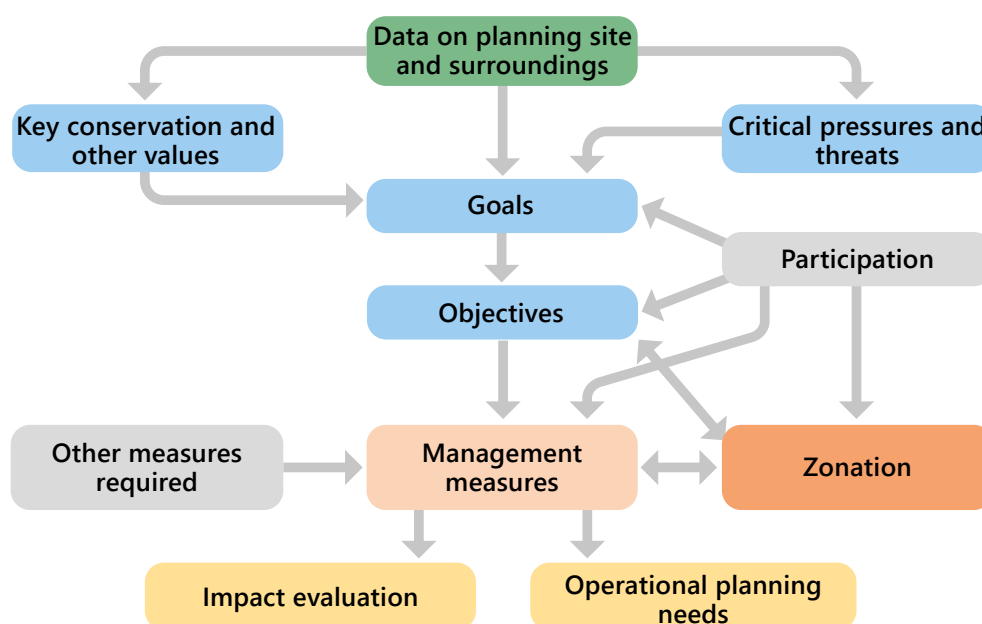 Data on planning site
and surroundings
Key conservation and
other values
Critical pressures and
threats
Goals
Participation
Objectives
Other measures
required
Management
measures
Zonation
Impact evaluation
Operational planning
needs